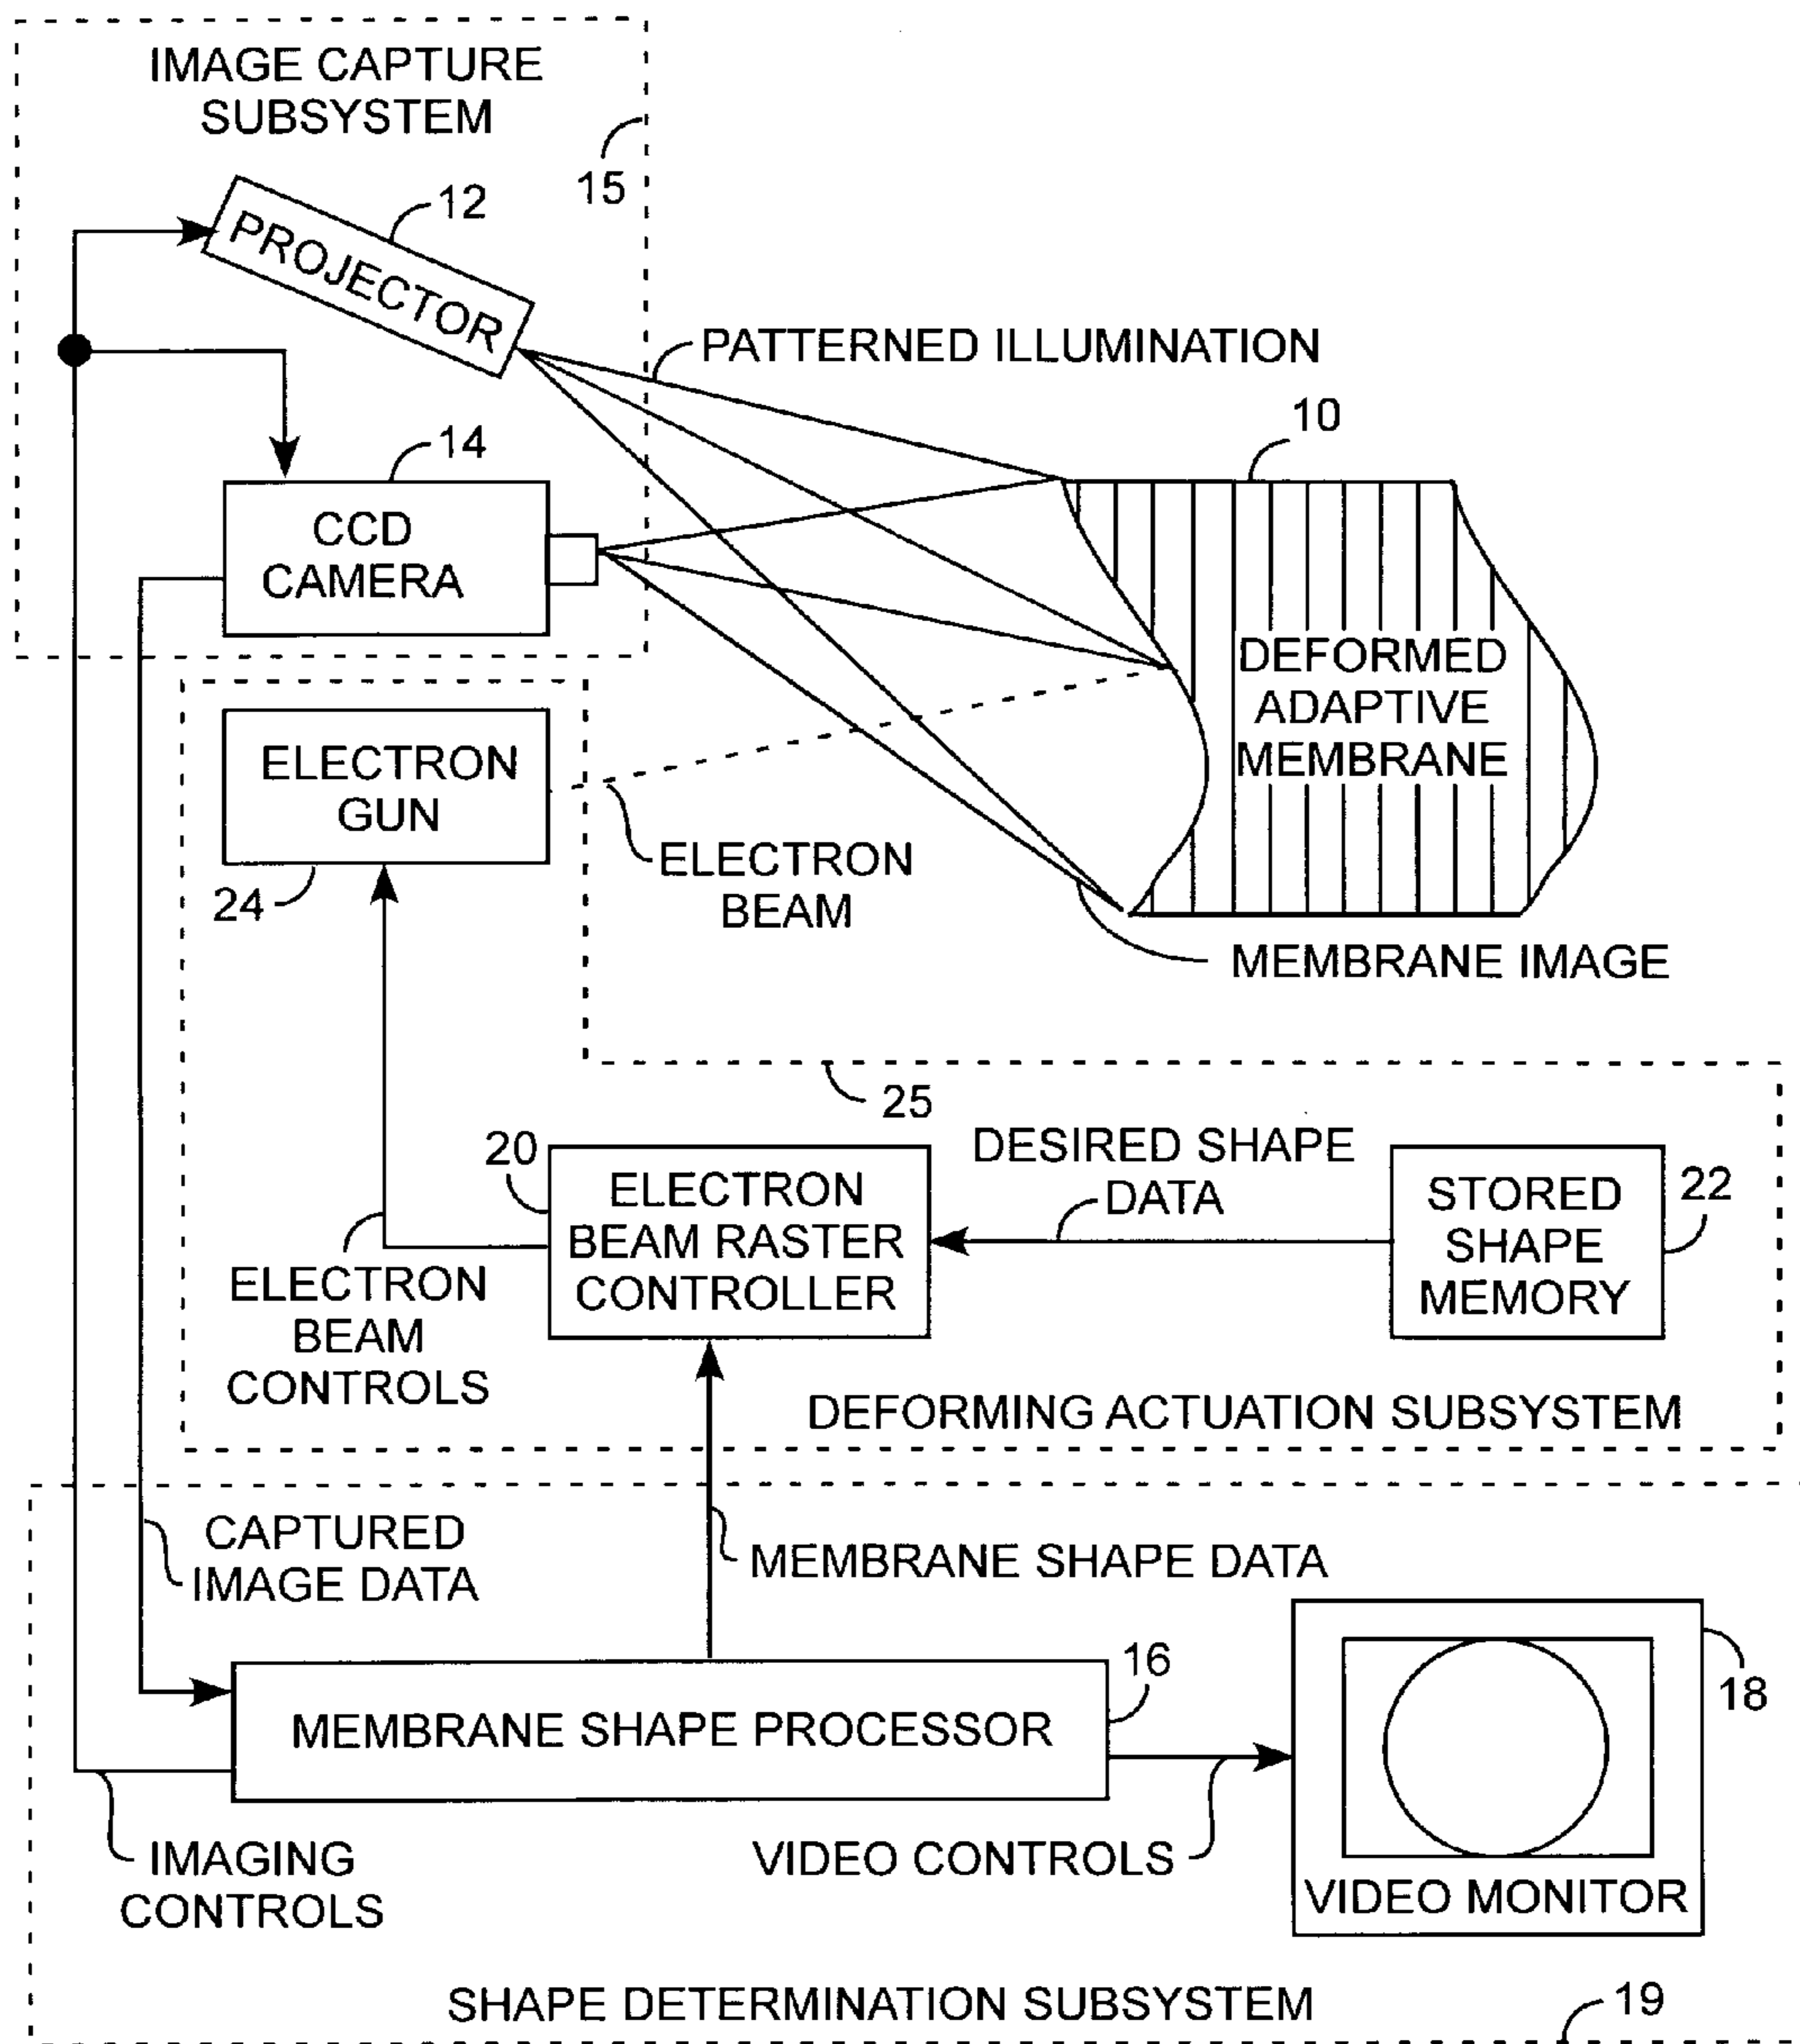 IMAGE CAPTURE
SUBSYSTEM
15
12
PROJECTOR
PATTERNED ILLUMINATION
10
14
CCD
CAMERA
DEFORMED
ADAPTIVE
MEMBRANE
ELECTRON
GUN
24
ELECTRON
BEAM
MEMBRANE IMAGE
25
20
ELECTRON
BEAM RASTER
CONTROLLER
DESIRED SHAPE
DATA
STORED
SHAPE
MEMORY
22
ELECTRON
BEAM
CONTROLS
DEFORMING ACTUATION SUBSYSTEM
CAPTURED
IMAGE DATA
MEMBRANE SHAPE DATA
16
MEMBRANE SHAPE PROCESSOR
18
IMAGING
CONTROLS
VIDEO CONTROLS
VIDEO MONITOR
SHAPE DETERMINATION SUBSYSTEM
19